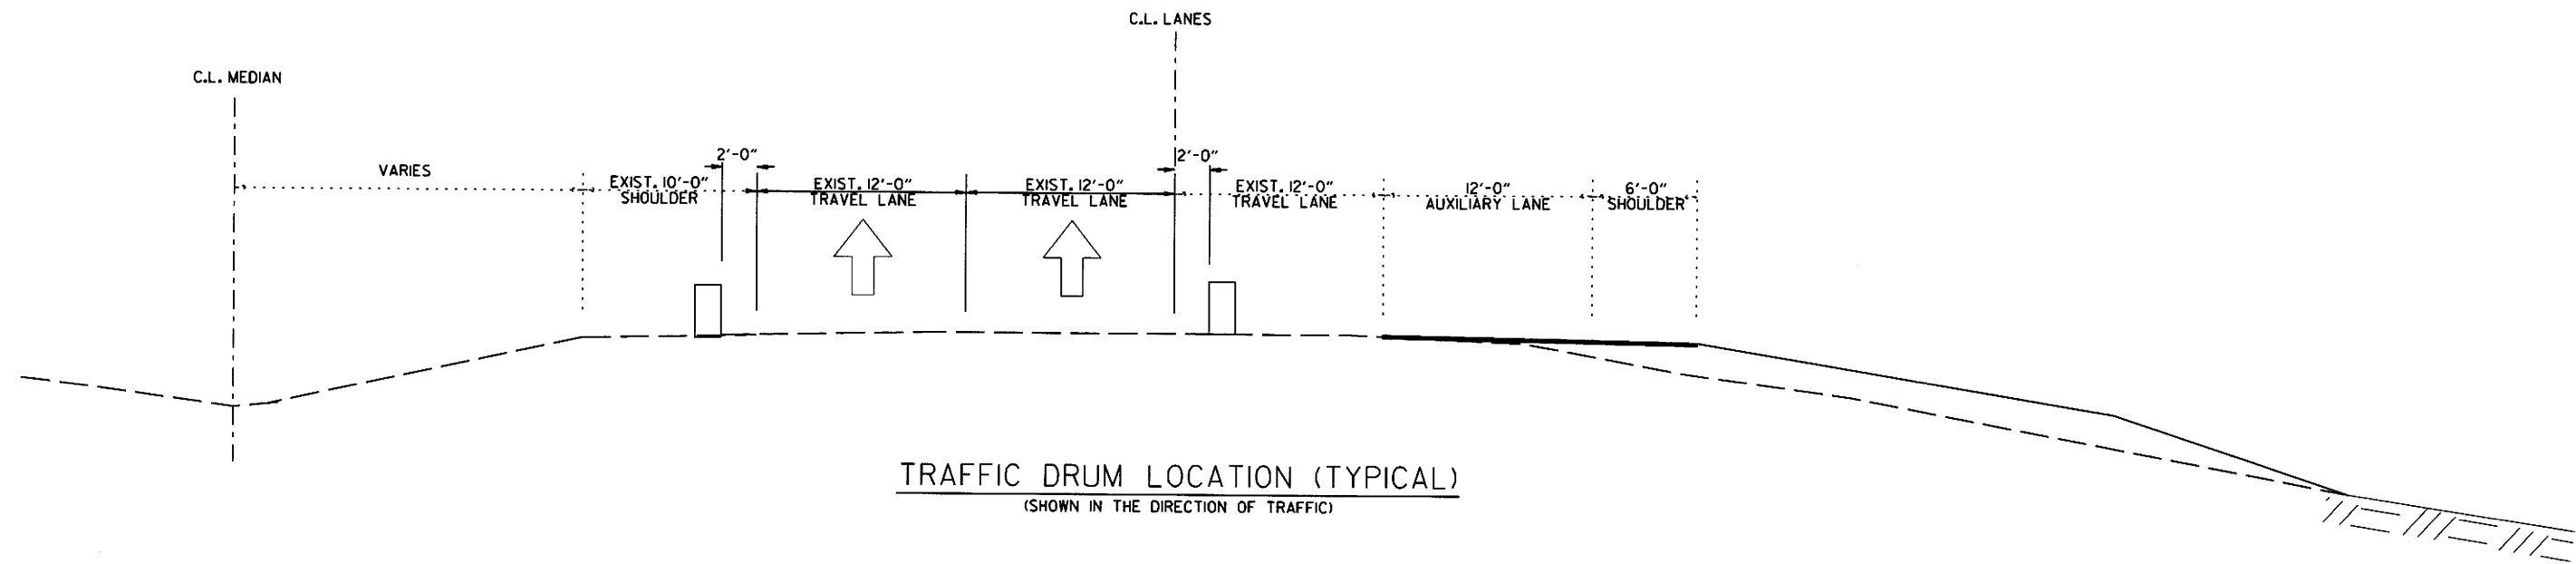 C.L. LANES
C.L. MEDIAN
VARIES
2'-0"
2'-0"
EXIST. 10'-0"
SHOULDER
EXIST. 12'-0"
TRAVEL LANE
EXIST. 12'-0"
TRAVEL LANE
EXIST. 12'-0"
TRAVEL LANE
12'-0"
AUXILIARY LANE
6'-0"
SHOULDER
TRAFFIC DRUM LOCATION (TYPICAL)
(SHOWN IN THE DIRECTION OF TRAFFIC)